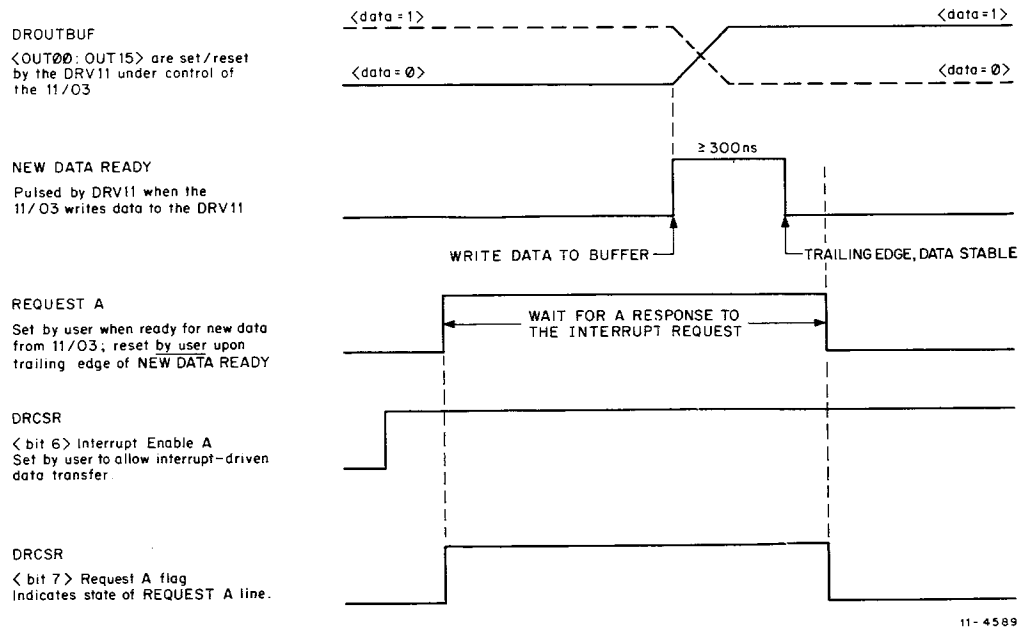 <data=1>
<data=1>
DROUTBUF
<OUT00:OUT15> are set/reset
by the DRV11 under control of
the 11/03
<data=0>
<data=0>
≥300ns
NEW DATA READY
Pulsed by DRV11 when the
11/03 writes data to the DRV11
WRITE DATA TO BUFFER
TRAILING EDGE, DATA STABLE
REQUEST A
Set by user when ready for new data
from 11/03; reset by user upon
trailing edge of NEW DATA READY
WAIT FOR A RESPONSE TO
THE INTERRUPT REQUEST
DRCSR
<bit 6> Interrupt Enable A
Set by user to allow interrupt-driven
data transfer.
DRCSR
<bit 7> Request A flag
Indicates state of REQUEST A line.
11-4589